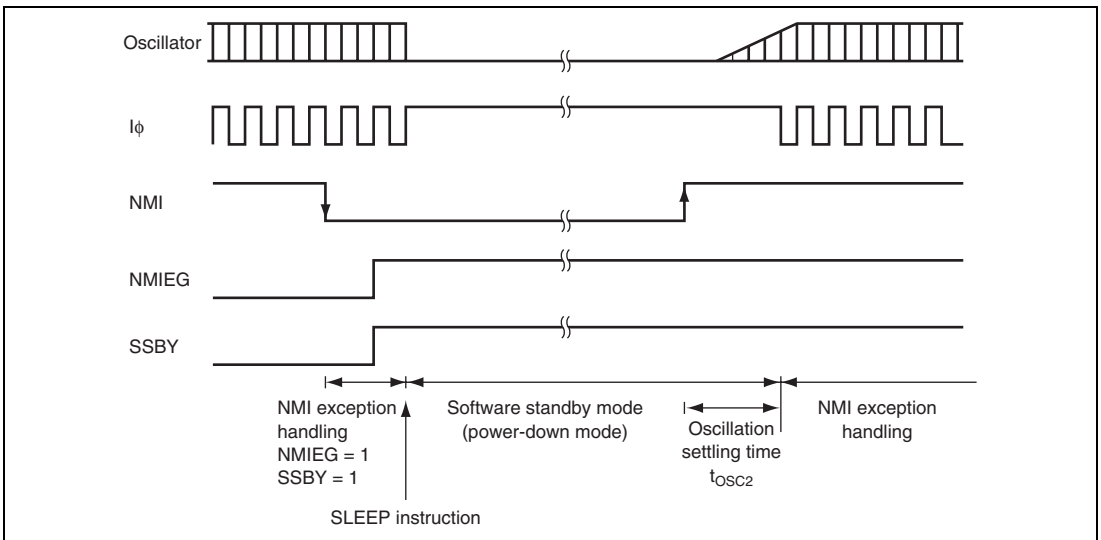 Oscillator
Iϕ
NMI
NMIEG
SSBY
NMI exception
handling
NMIEG = 1
SSBY = 1
Software standby mode
(power-down mode)
Oscillation
settling time
tOSC2
NMI exception
handling
SLEEP instruction